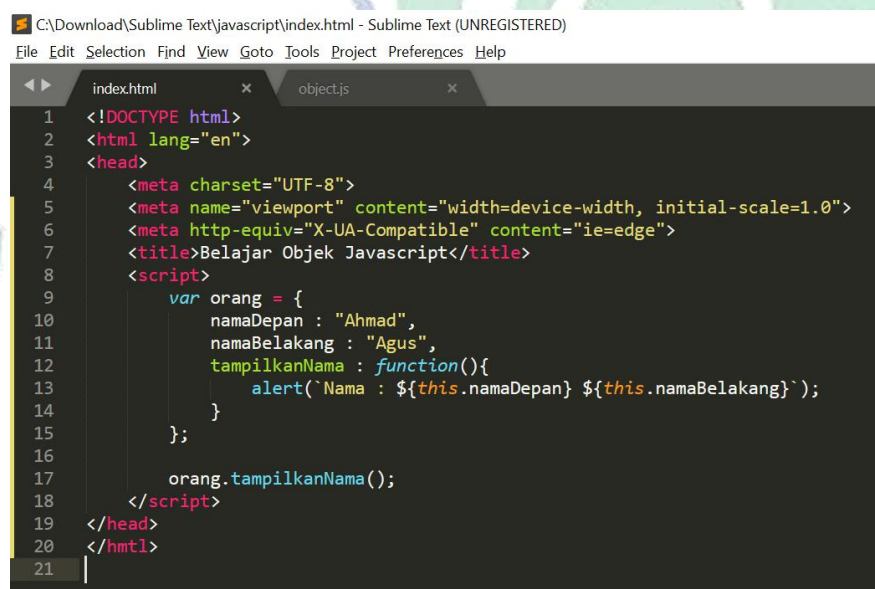 C:\Download\Sublime Text\javascript\index.html - Sublime Text (UNREGISTERED)
File Edit Selection Find View Goto Tools Project Preferences Help
index.html × object.js ×
1 <!DOCTYPE html>
2 <html lang="en">
3 <head>
4     <meta charset="UTF-8">
5     <meta name="viewport" content="width=device-width, initial-scale=1.0">
6     <meta http-equiv="X-UA-Compatible" content="ie=edge">
7     <title>Belajar Objek Javascript</title>
8     <script>
9         var orang = {
10             namaDepan : "Ahmad",
11             namaBelakang : "Agus",
12             tampilkanNama : function(){
13                 alert(`Nama : ${this.namaDepan} ${this.namaBelakang}`);
14             }
15         };
16
17         orang.tampilkanNama();
18     </script>
19 </head>
20 </hmtl>
21